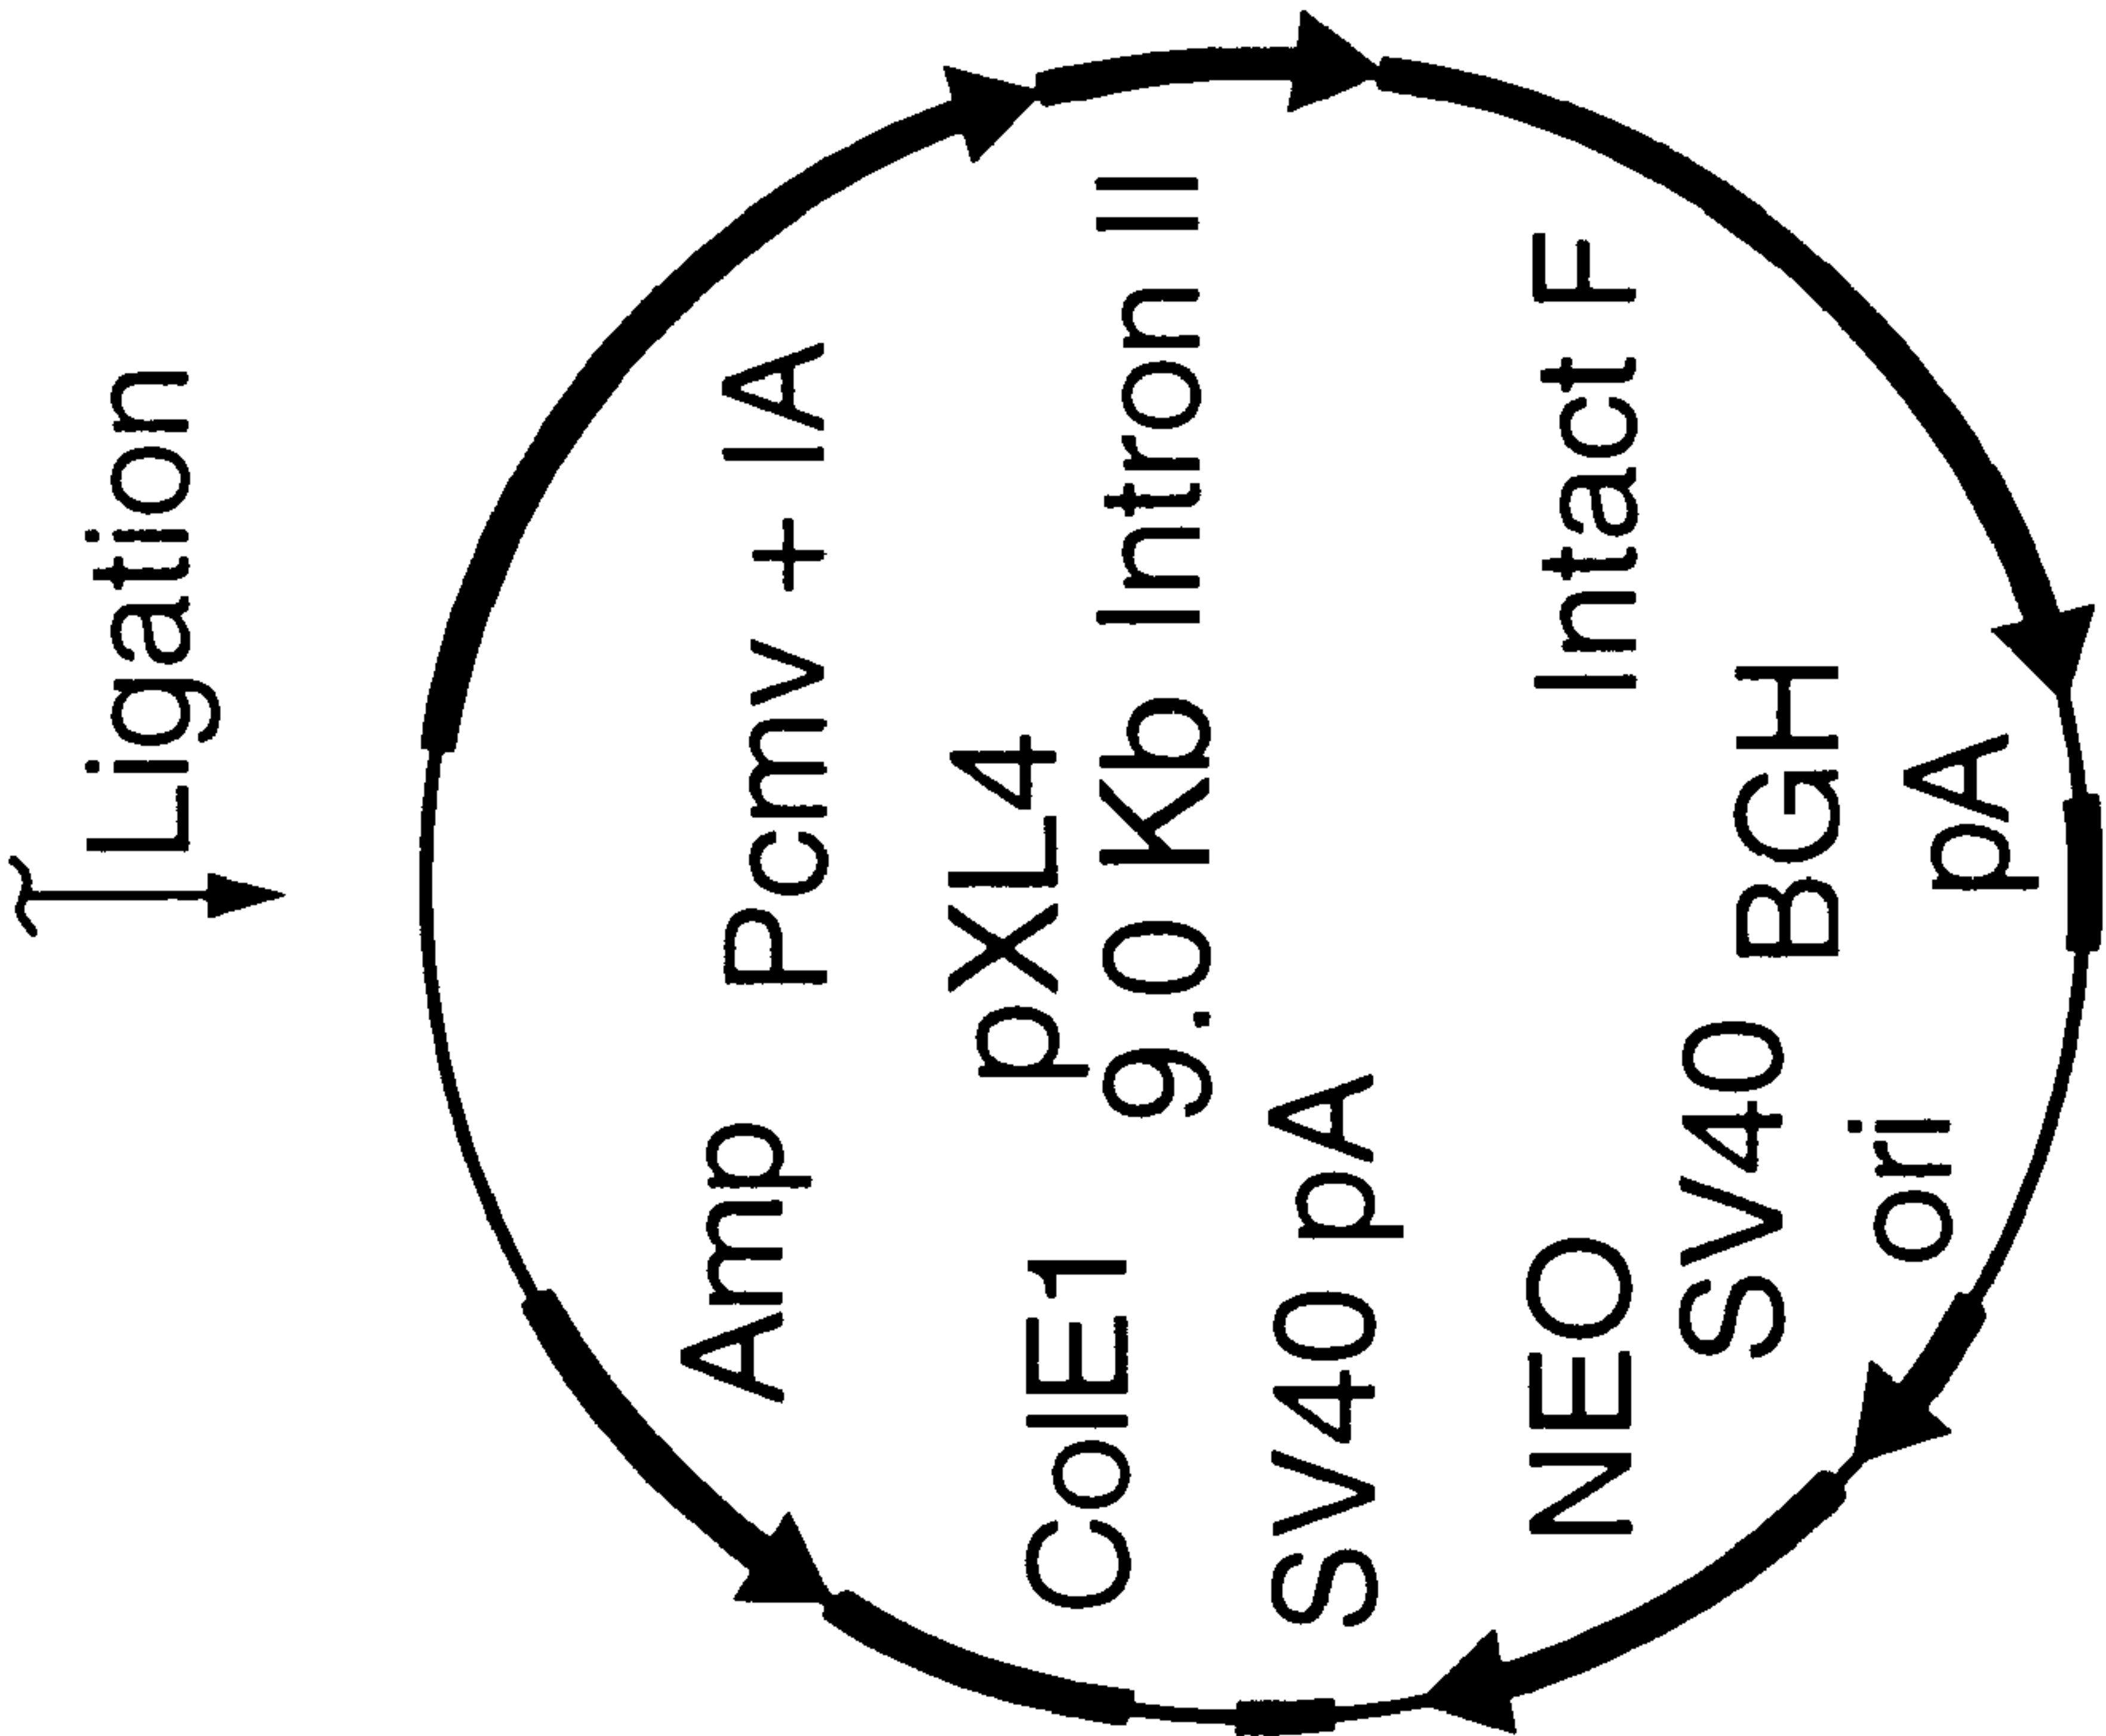 Ligation
Amp
Pcmv + IA
pXL4
9.0 Kb
ColE1
Intron II
SV40 pA
NEO
Intact F
SV40
ori
BGH
pA